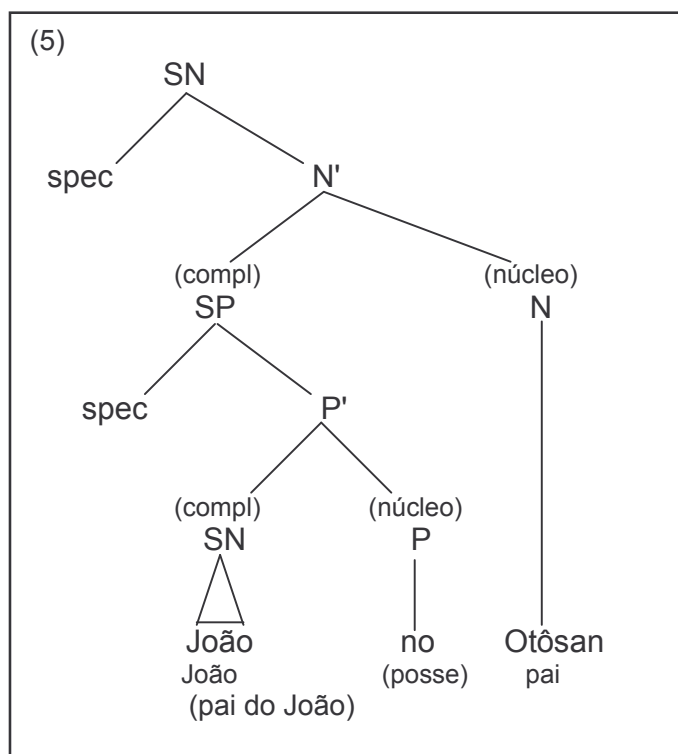 (5)
SN
spec N'
(compl) (núcleo)
SP N
spec P'
(compl) (núcleo)
SN P
João no Otôsan
João (posse) pai
(pai do João)